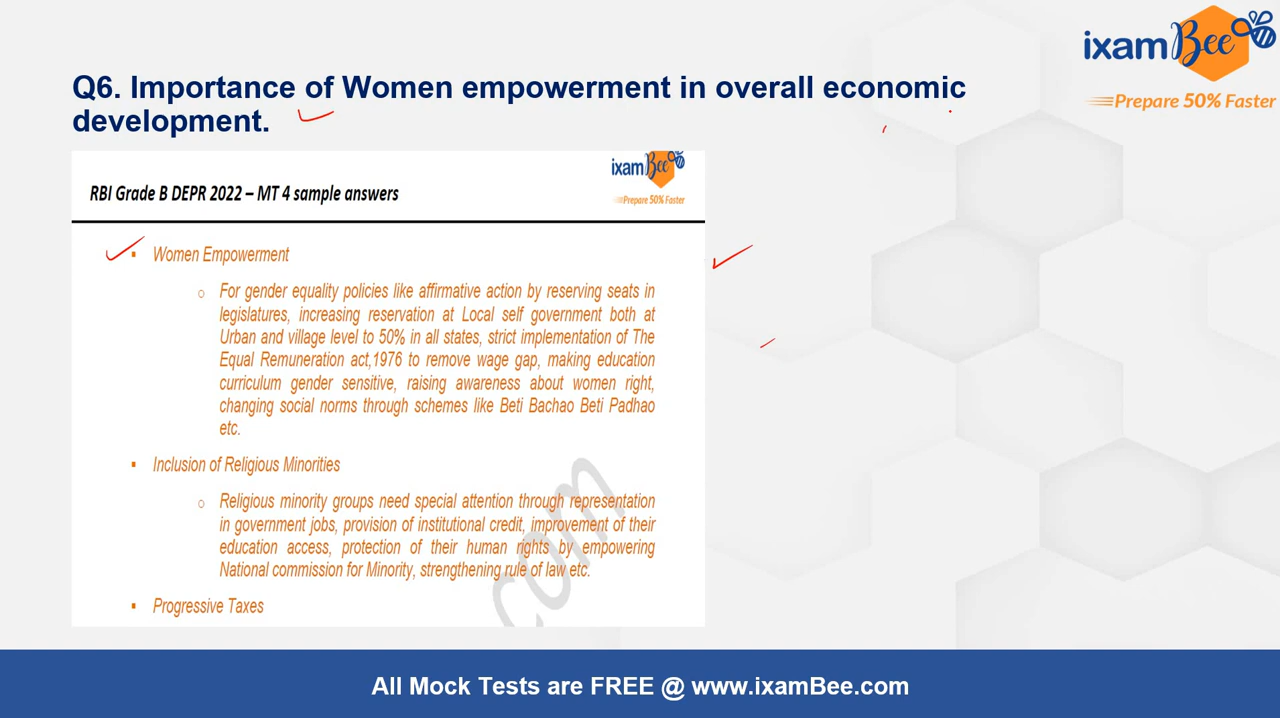 ixamBee
Prepare 50% Faster
Q6. Importance of Women empowerment in overall economic
development.
ixamBee
Prepare 50% Faster
RBI Grade B DEPR 2022 – MT 4 sample answers
▪ Women Empowerment
o For gender equality policies like affirmative action by reserving seats in
legislatures, increasing reservation at Local self government both at
Urban and village level to 50% in all states, strict implementation of The
Equal Remuneration act,1976 to remove wage gap, making education
curriculum gender sensitive, raising awareness about women right,
changing social norms through schemes like Beti Bachao Beti Padhao
etc.
▪ Inclusion of Religious Minorities
o Religious minority groups need special attention through representation
in government jobs, provision of institutional credit, improvement of their
education access, protection of their human rights by empowering
National commission for Minority, strengthening rule of law etc.
▪ Progressive Taxes
.com
All Mock Tests are FREE @ www.ixamBee.com